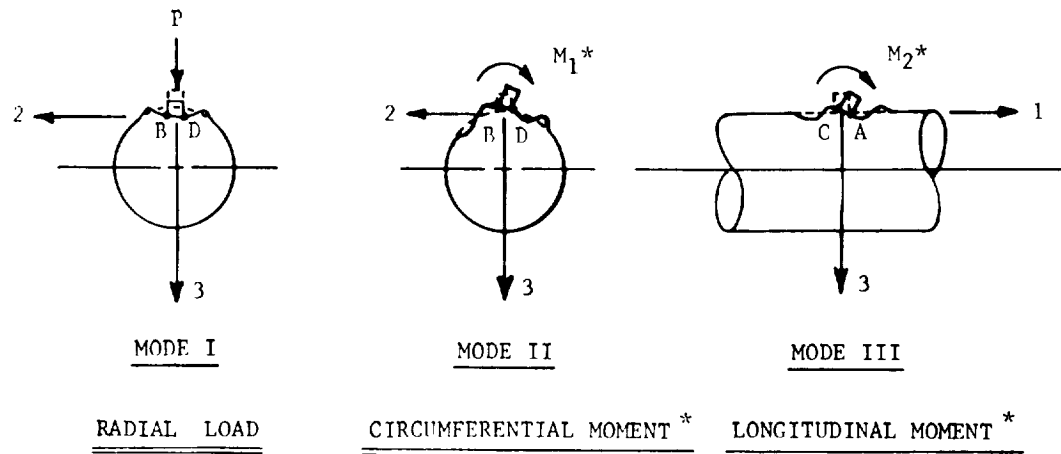 P
M1*
M2*
2
B D
2
B D
C A
1
3
3
3
MODE I
MODE II
MODE III
RADIAL LOAD
CIRCUMFERENTIAL MOMENT*
LONGITUDINAL MOMENT*